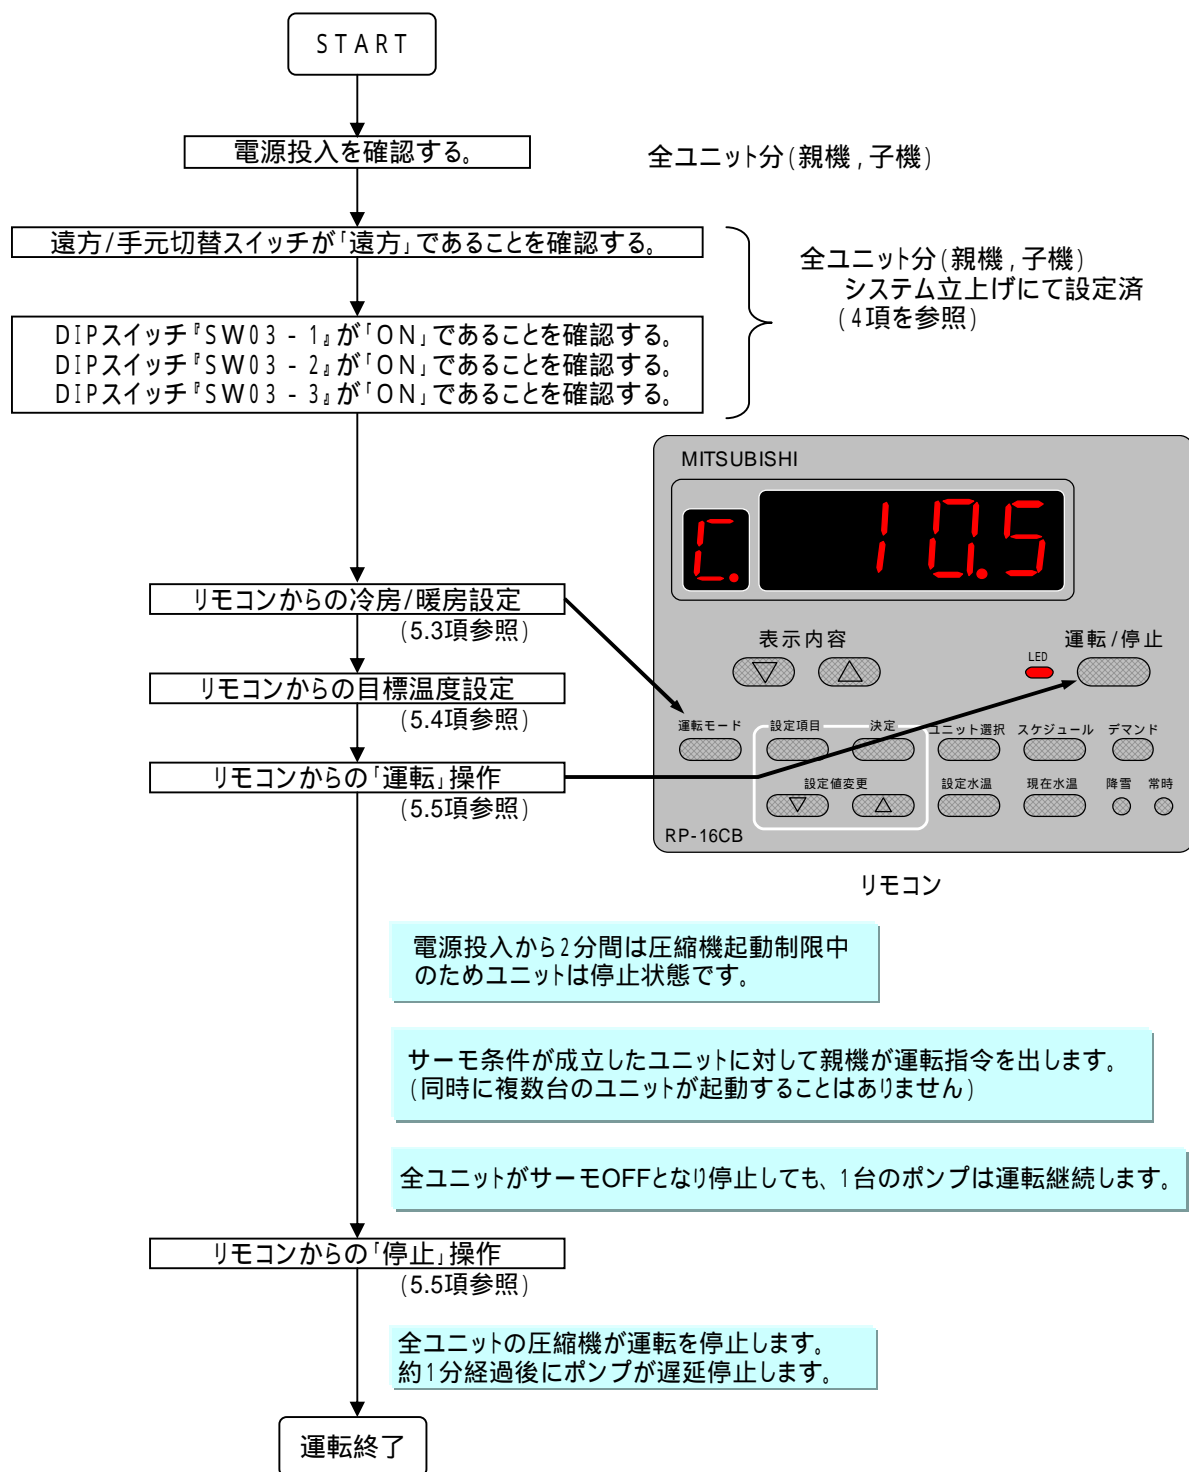 START
電源投入を確認する。
全ユニット分(親機,子機)
遠方/手元切替スイッチが「遠方」であることを確認する。
全ユニット分(親機,子機)
システム立上げにて設定済
(4項を参照)
DIPスイッチ『SW03-1』が「ON」であることを確認する。
DIPスイッチ『SW03-2』が「ON」であることを確認する。
DIPスイッチ『SW03-3』が「ON」であることを確認する。
MITSUBISHI
C. 10.5
リモコンからの冷房/暖房設定
(5.3項参照)
表示内容
運転/停止
LED
リモコンからの目標温度設定
(5.4項参照)
運転モード 設定項目 決定 ユニット選択 スケジュール デマンド
リモコンからの「運転」操作
(5.5項参照)
設定値変更 設定水温 現在水温 降雪 常時
RP-16CB
リモコン
電源投入から2分間は圧縮機起動制限中
のためユニットは停止状態です。
サーモ条件が成立したユニットに対して親機が運転指令を出します。
(同時に複数台のユニットが起動することはありません)
全ユニットがサーモOFFとなり停止しても、1台のポンプは運転継続します。
リモコンからの「停止」操作
(5.5項参照)
全ユニットの圧縮機が運転を停止します。
約1分経過後にポンプが遅延停止します。
運転終了